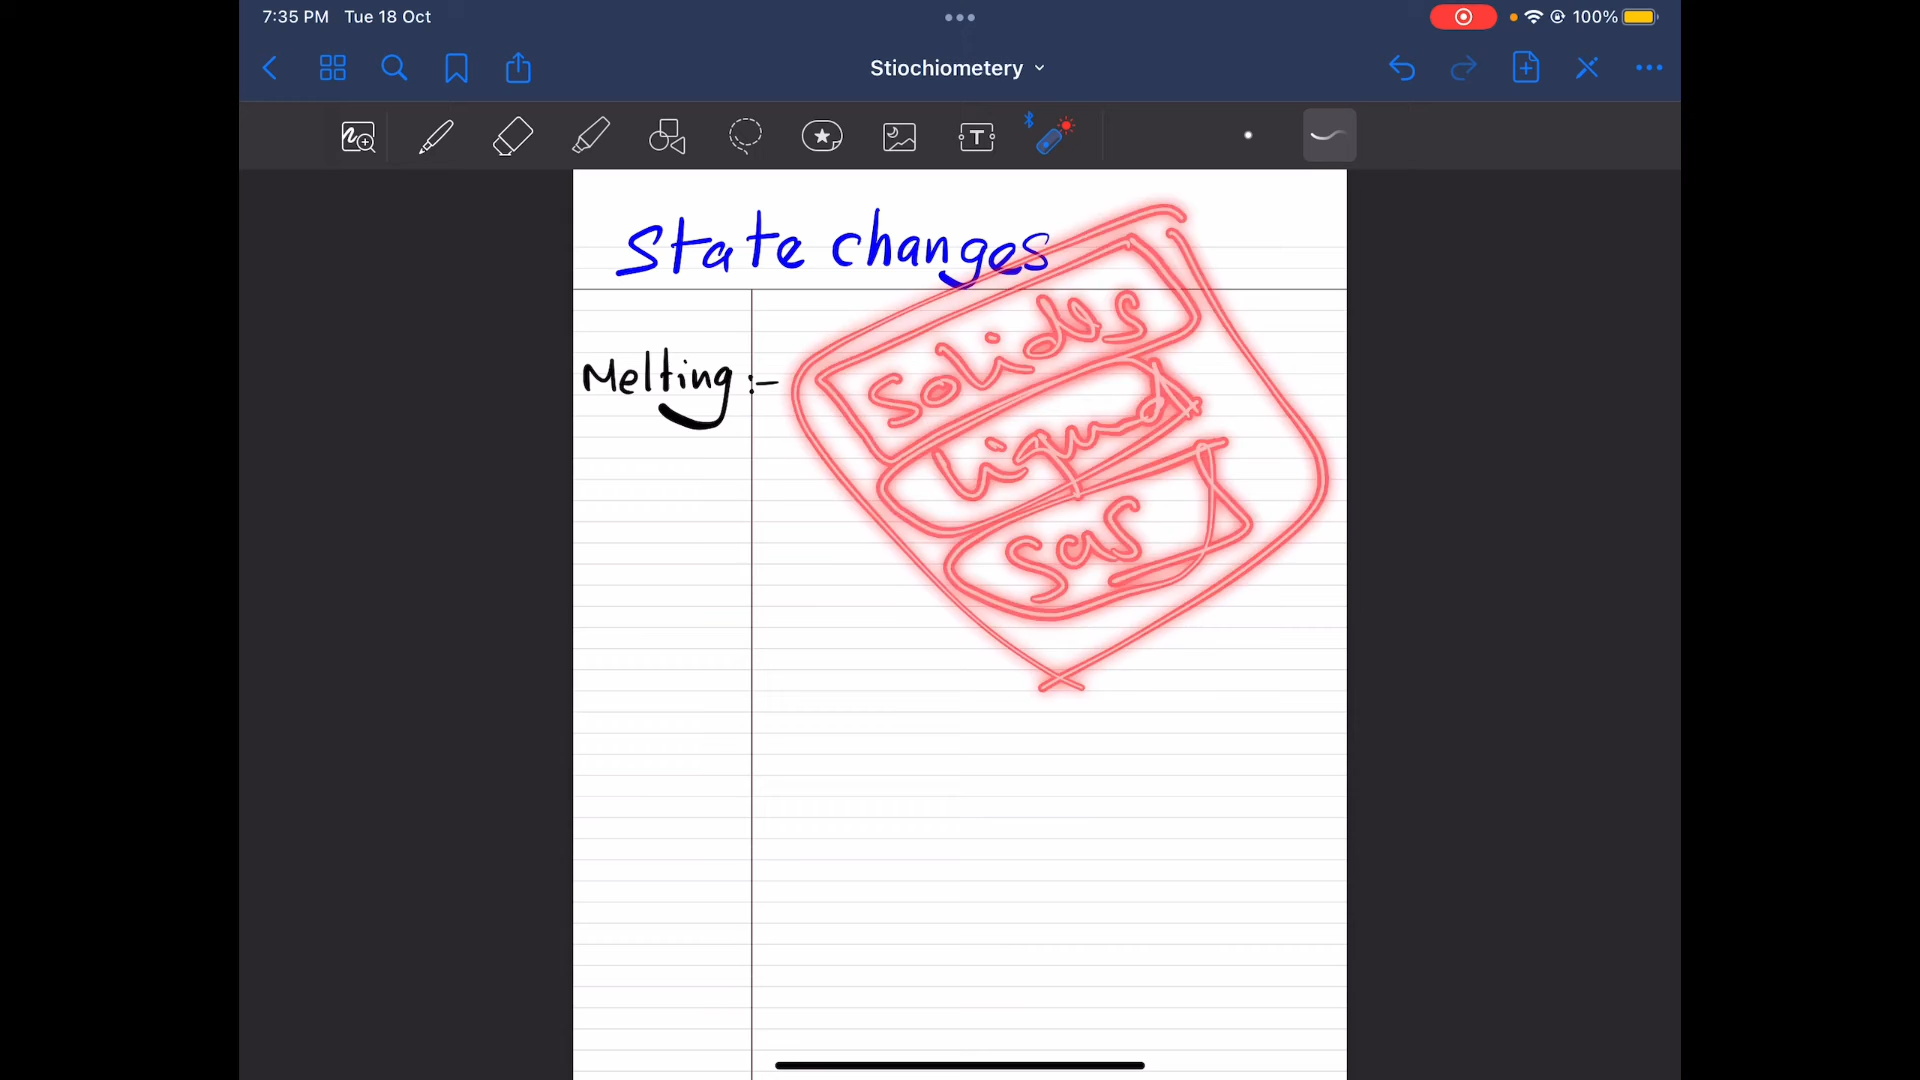 7:35 PM Tue 18 Oct
100%
Stiochiometery
T
State changes
Melting :-
Solids
Liquid
Gas